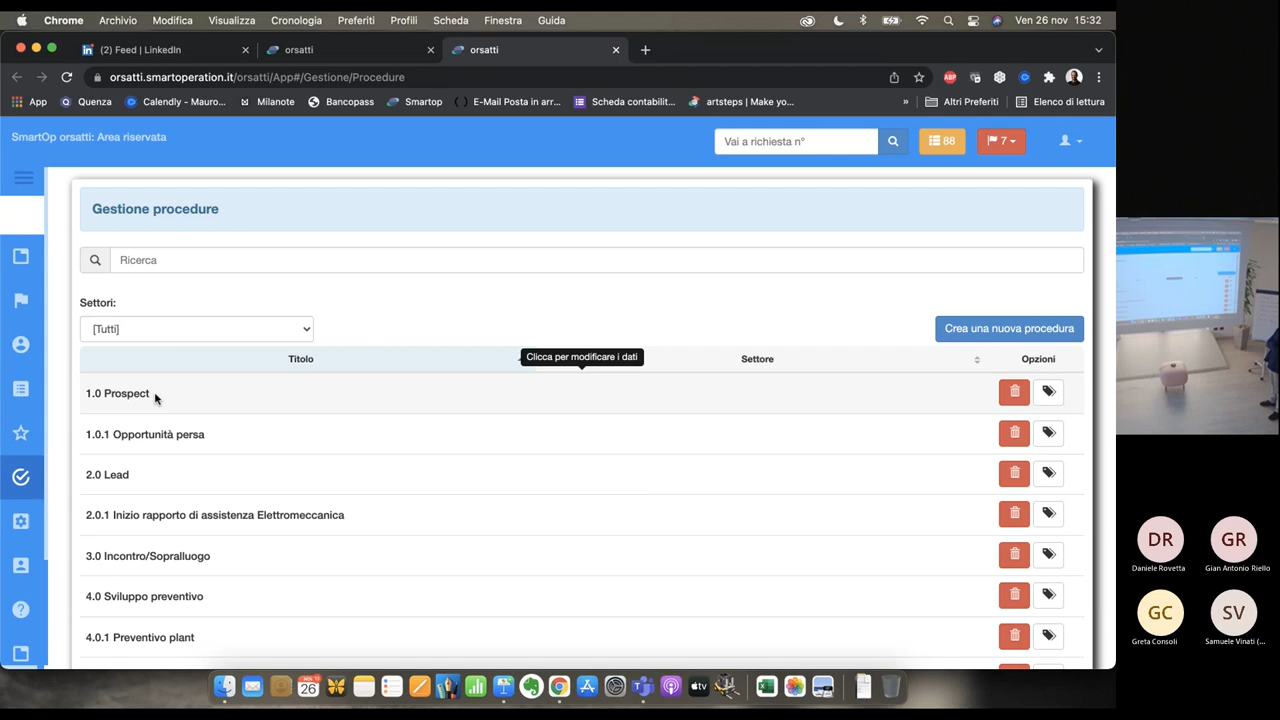 Chrome Archivio Modifica Visualizza Cronologia Preferiti Profili Scheda Finestra Guida Ven 26 nov 15:32
(2) Feed | LinkedIn orsatti orsatti
orsatti.smartoperation.it/orsatti/App#/Gestione/Procedure ABP
App Quenza Calendly - Mauro... Milanote Bancopass Smartop E-Mail Posta in arr... Scheda contabilit... artsteps | Make yo... » Altri Preferiti Elenco di lettura
SmartOp orsatti: Area riservata Vai a richiesta n° 88 7
Gestione procedure
Ricerca
Settori:
[Tutti] Crea una nuova procedura
Titolo Clicca per modificare i dati Settore Opzioni
1.0 Prospect
1.0.1 Opportunità persa
2.0 Lead
2.0.1 Inizio rapporto di assistenza Elettromeccanica
3.0 Incontro/Sopralluogo
4.0 Sviluppo preventivo
4.0.1 Preventivo plant
DR GR
Daniele Rovetta Gian Antonio Riello
GC SV
Greta Consoli Samuele Vinati (...
26
tv